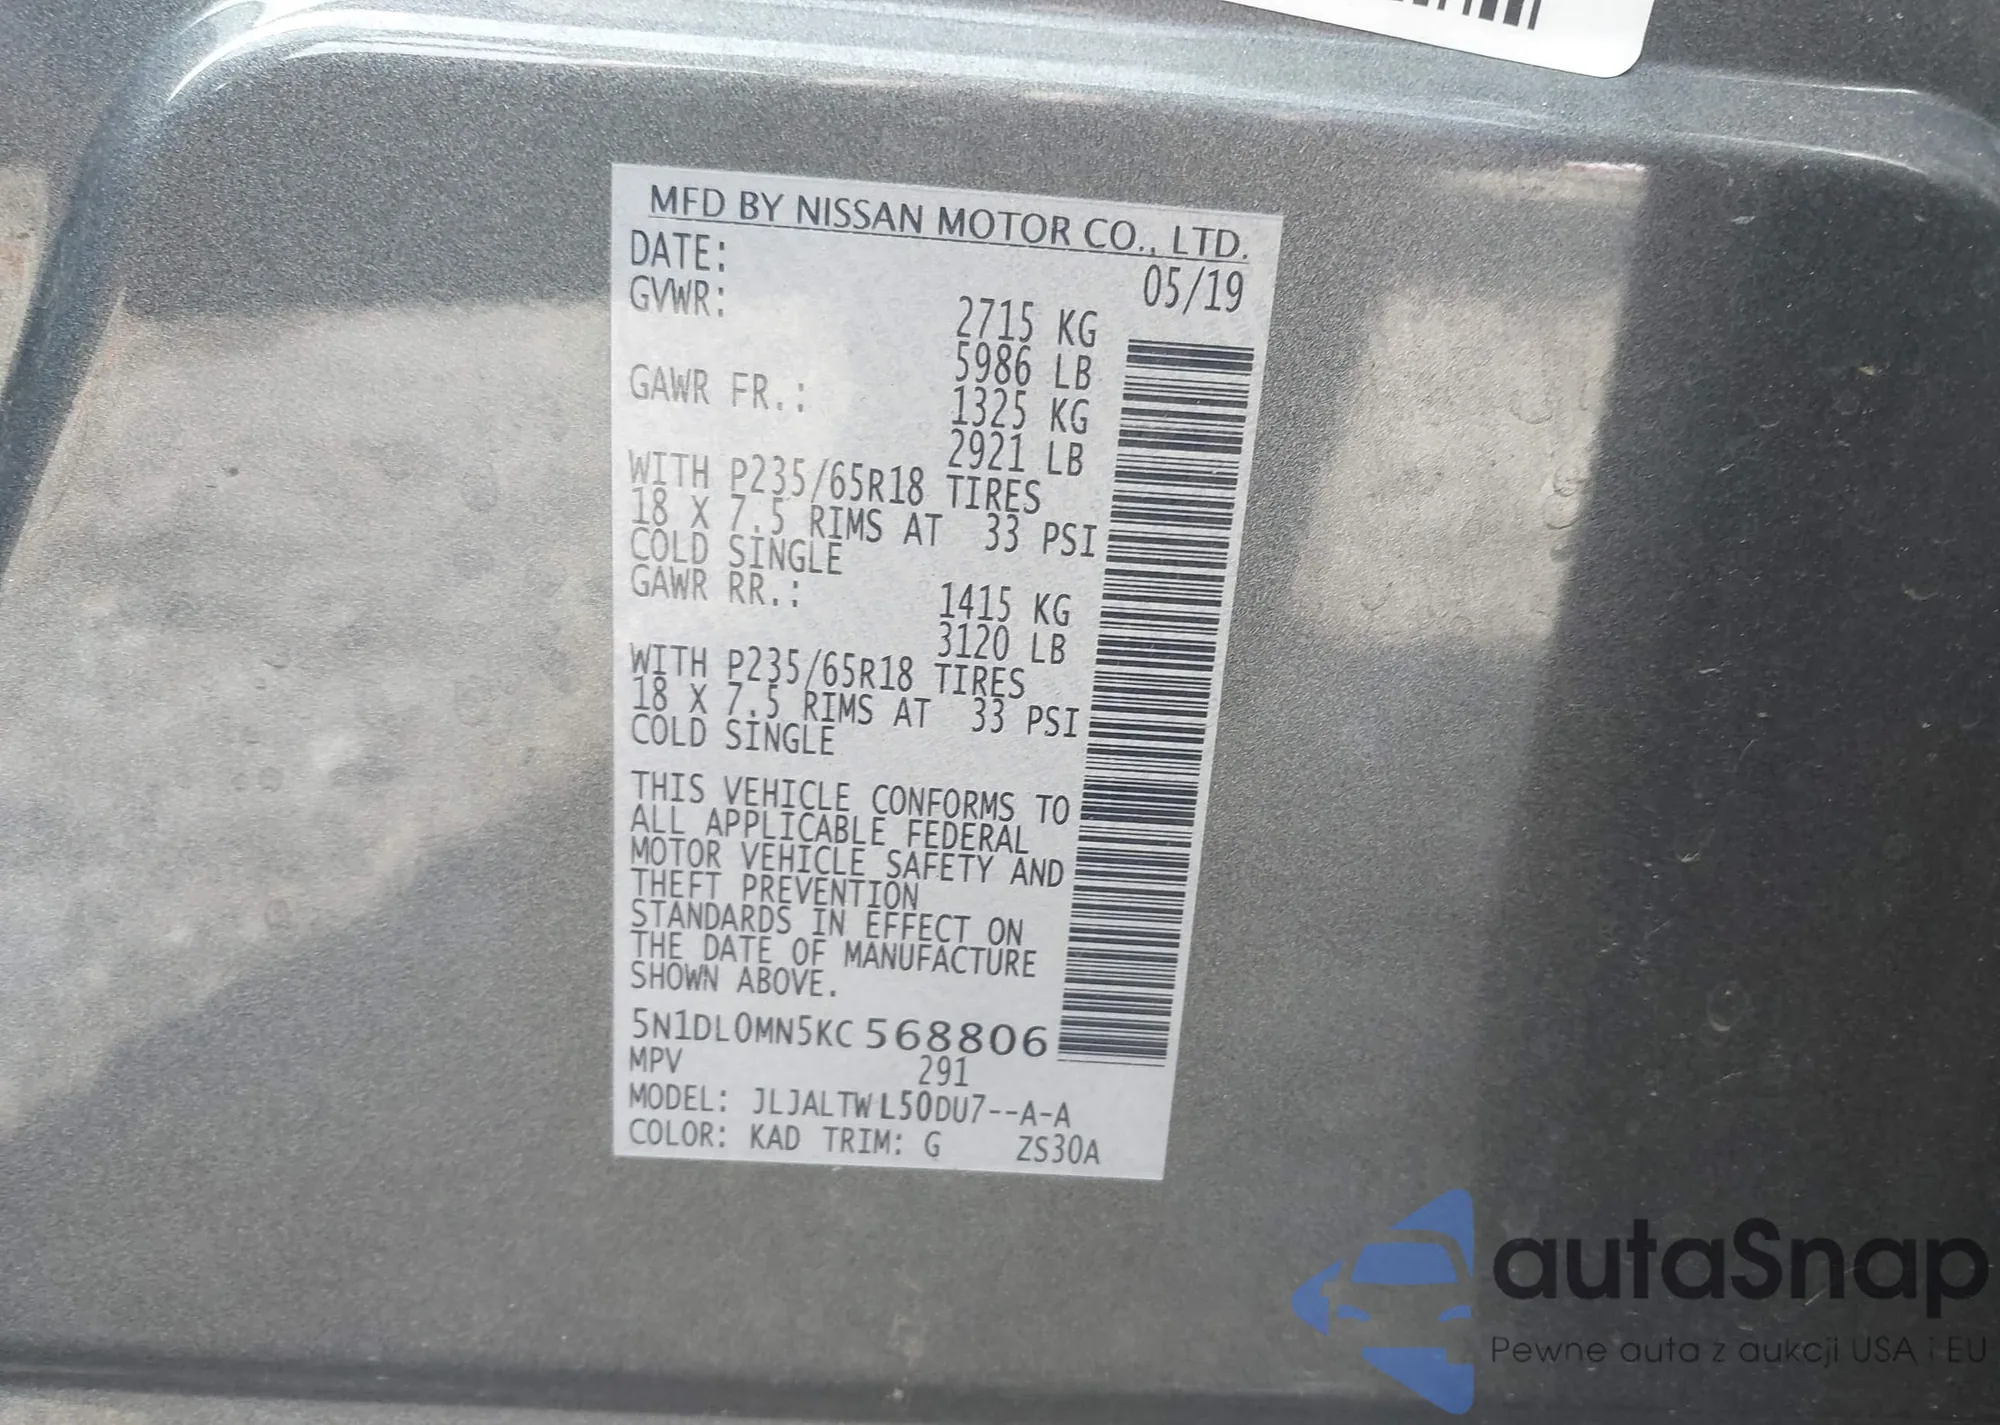 MFD BY NISSAN MOTOR CO., LTD.
DATE: 05/19
GVWR: 2715 KG
5986 LB
GAWR FR.: 1325 KG
2921 LB
WITH P235/65R18 TIRES
18 X 7.5 RIMS AT 33 PSI
COLD SINGLE
GAWR RR.: 1415 KG
3120 LB
WITH P235/65R18 TIRES
18 X 7.5 RIMS AT 33 PSI
COLD SINGLE
THIS VEHICLE CONFORMS TO
ALL APPLICABLE FEDERAL
MOTOR VEHICLE SAFETY AND
THEFT PREVENTION
STANDARDS IN EFFECT ON
THE DATE OF MANUFACTURE
SHOWN ABOVE.
5N1DL0MN5KC 568806
MPV 291
MODEL: JLJALTWL50DU7--A-A
COLOR: KAD TRIM: G ZS30A
autaSnap
Pewne auta z aukcji USA i EU